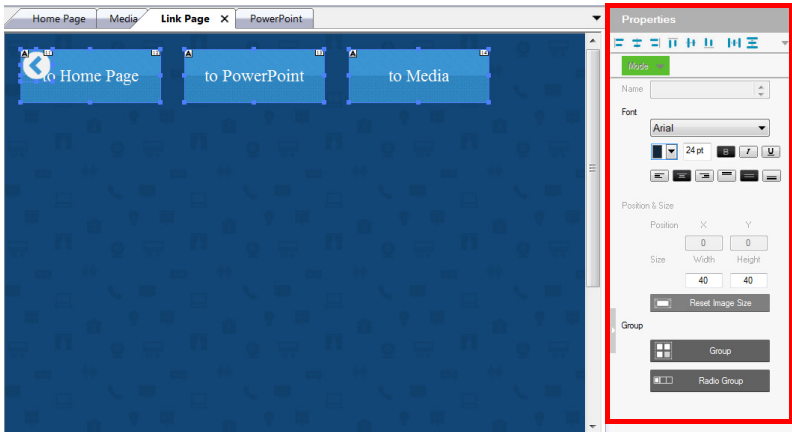 Home Page Media Link Page X PowerPoint
to Home Page to PowerPoint to Media
Properties
Mode
Name
Font
Arial
24 pt B I U
Position & Size
Position X Y
0 0
Size Width Height
40 40
Reset Image Size
Group
Group
Radio Group